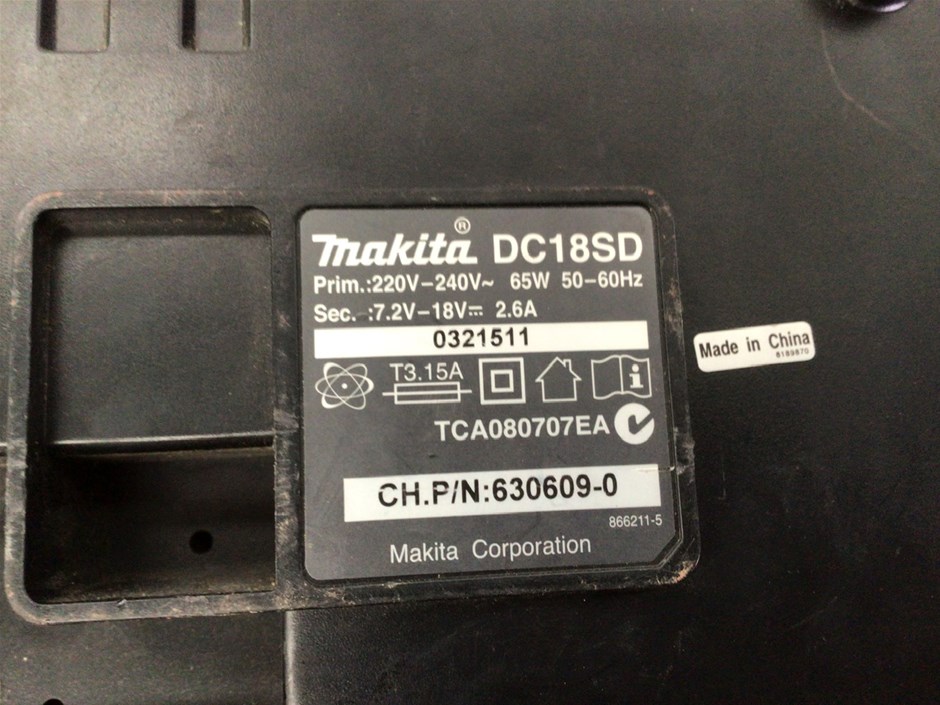 makita® DC18SD
Prim.:220V–240V~ 65W 50–60Hz
Sec. :7.2V–18V⎓ 2.6A
0321511
T3.15A
TCA080707EA
CH.P/N:630609-0
866211-5
Makita Corporation
Made in China
6189870